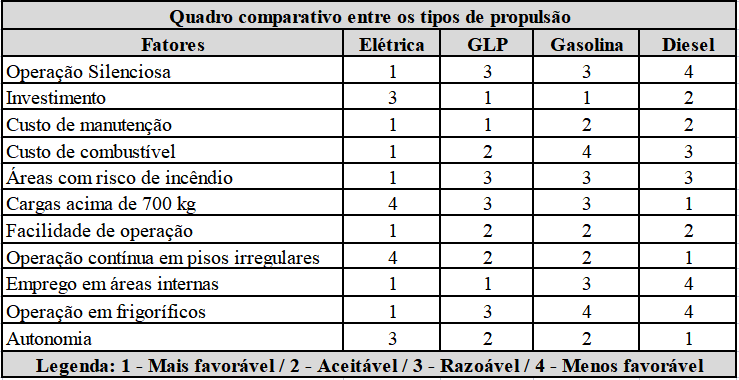 Quadro comparativo entre os tipos de propulsão
Fatores Elétrica GLP Gasolina Diesel
Operação Silenciosa 1 3 3 4
Investimento 3 1 1 2
Custo de manutenção 1 1 2 2
Custo de combustível 1 2 4 3
Áreas com risco de incêndio 1 3 3 3
Cargas acima de 700 kg 4 3 3 1
Facilidade de operação 1 2 2 2
Operação contínua em pisos irregulares 4 2 2 1
Emprego em áreas internas 1 1 3 4
Operação em frigoríficos 1 3 4 4
Autonomia 3 2 2 1
Legenda: 1 - Mais favorável / 2 - Aceitável / 3 - Razoável / 4 - Menos favorável